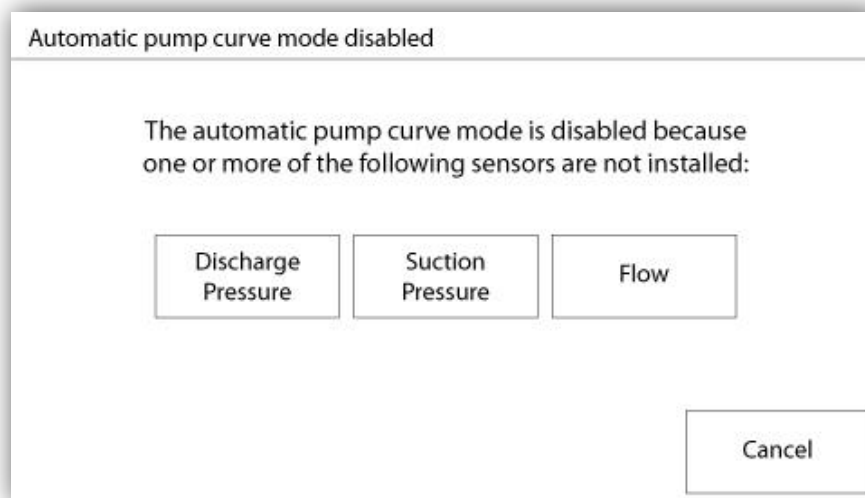 Automatic pump curve mode disabled
The automatic pump curve mode is disabled because
one or more of the following sensors are not installed:
Discharge
Pressure
Suction
Pressure
Flow
Cancel